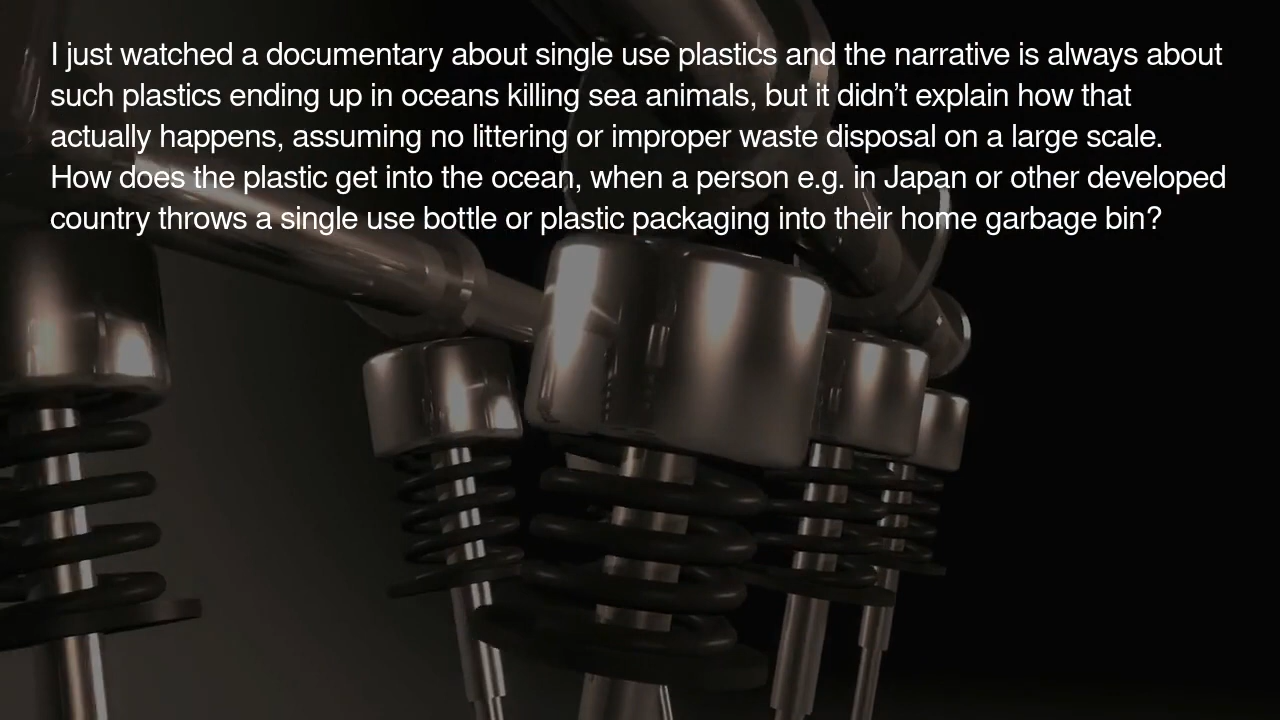 I just watched a documentary about single use plastics and the narrative is always about
such plastics ending up in oceans killing sea animals, but it didn’t explain how that
actually happens, assuming no littering or improper waste disposal on a large scale.
How does the plastic get into the ocean, when a person e.g. in Japan or other developed
country throws a single use bottle or plastic packaging into their home garbage bin?